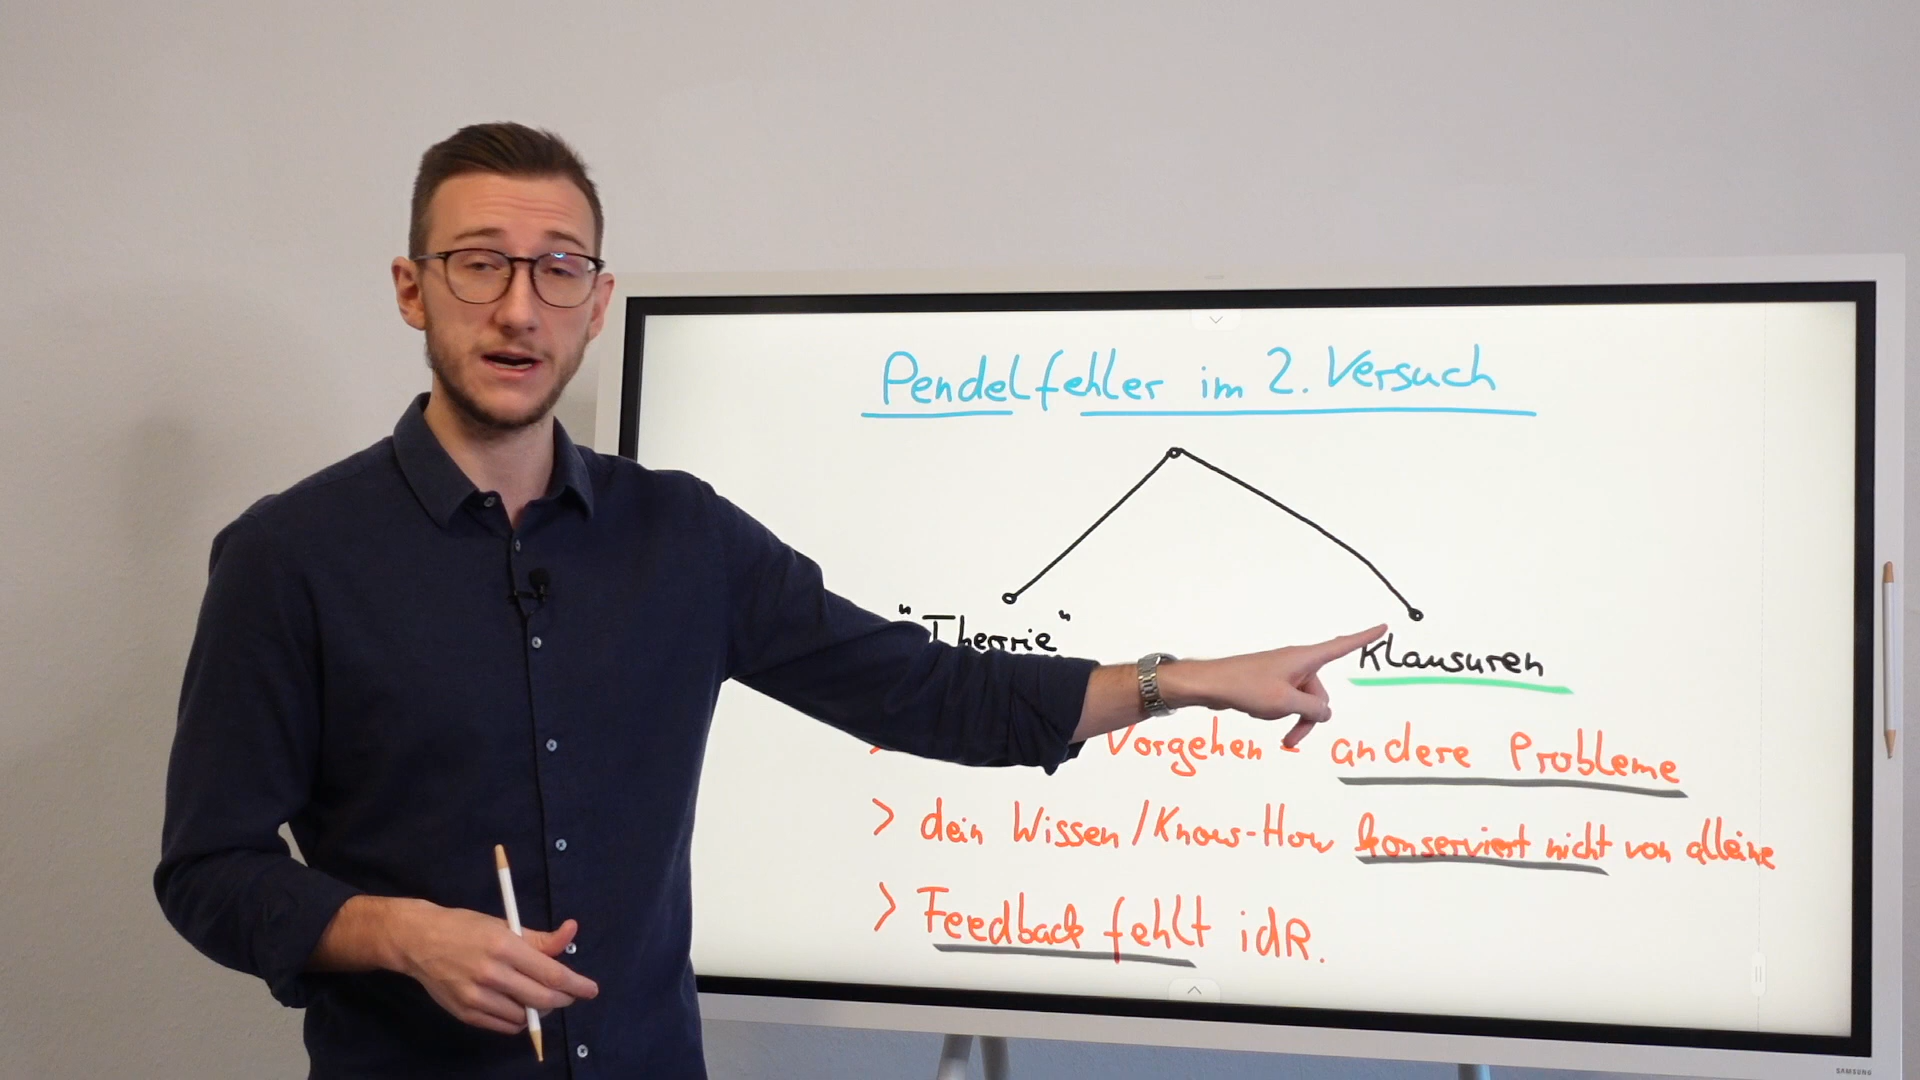 Pendelfehler im 2. Versuch
"Theorie"
Klausuren
Vorgehen - andere Probleme
> dein Wissen/Know-How konserviert nicht von alleine
> Feedback fehlt idR.
SAMSUNG